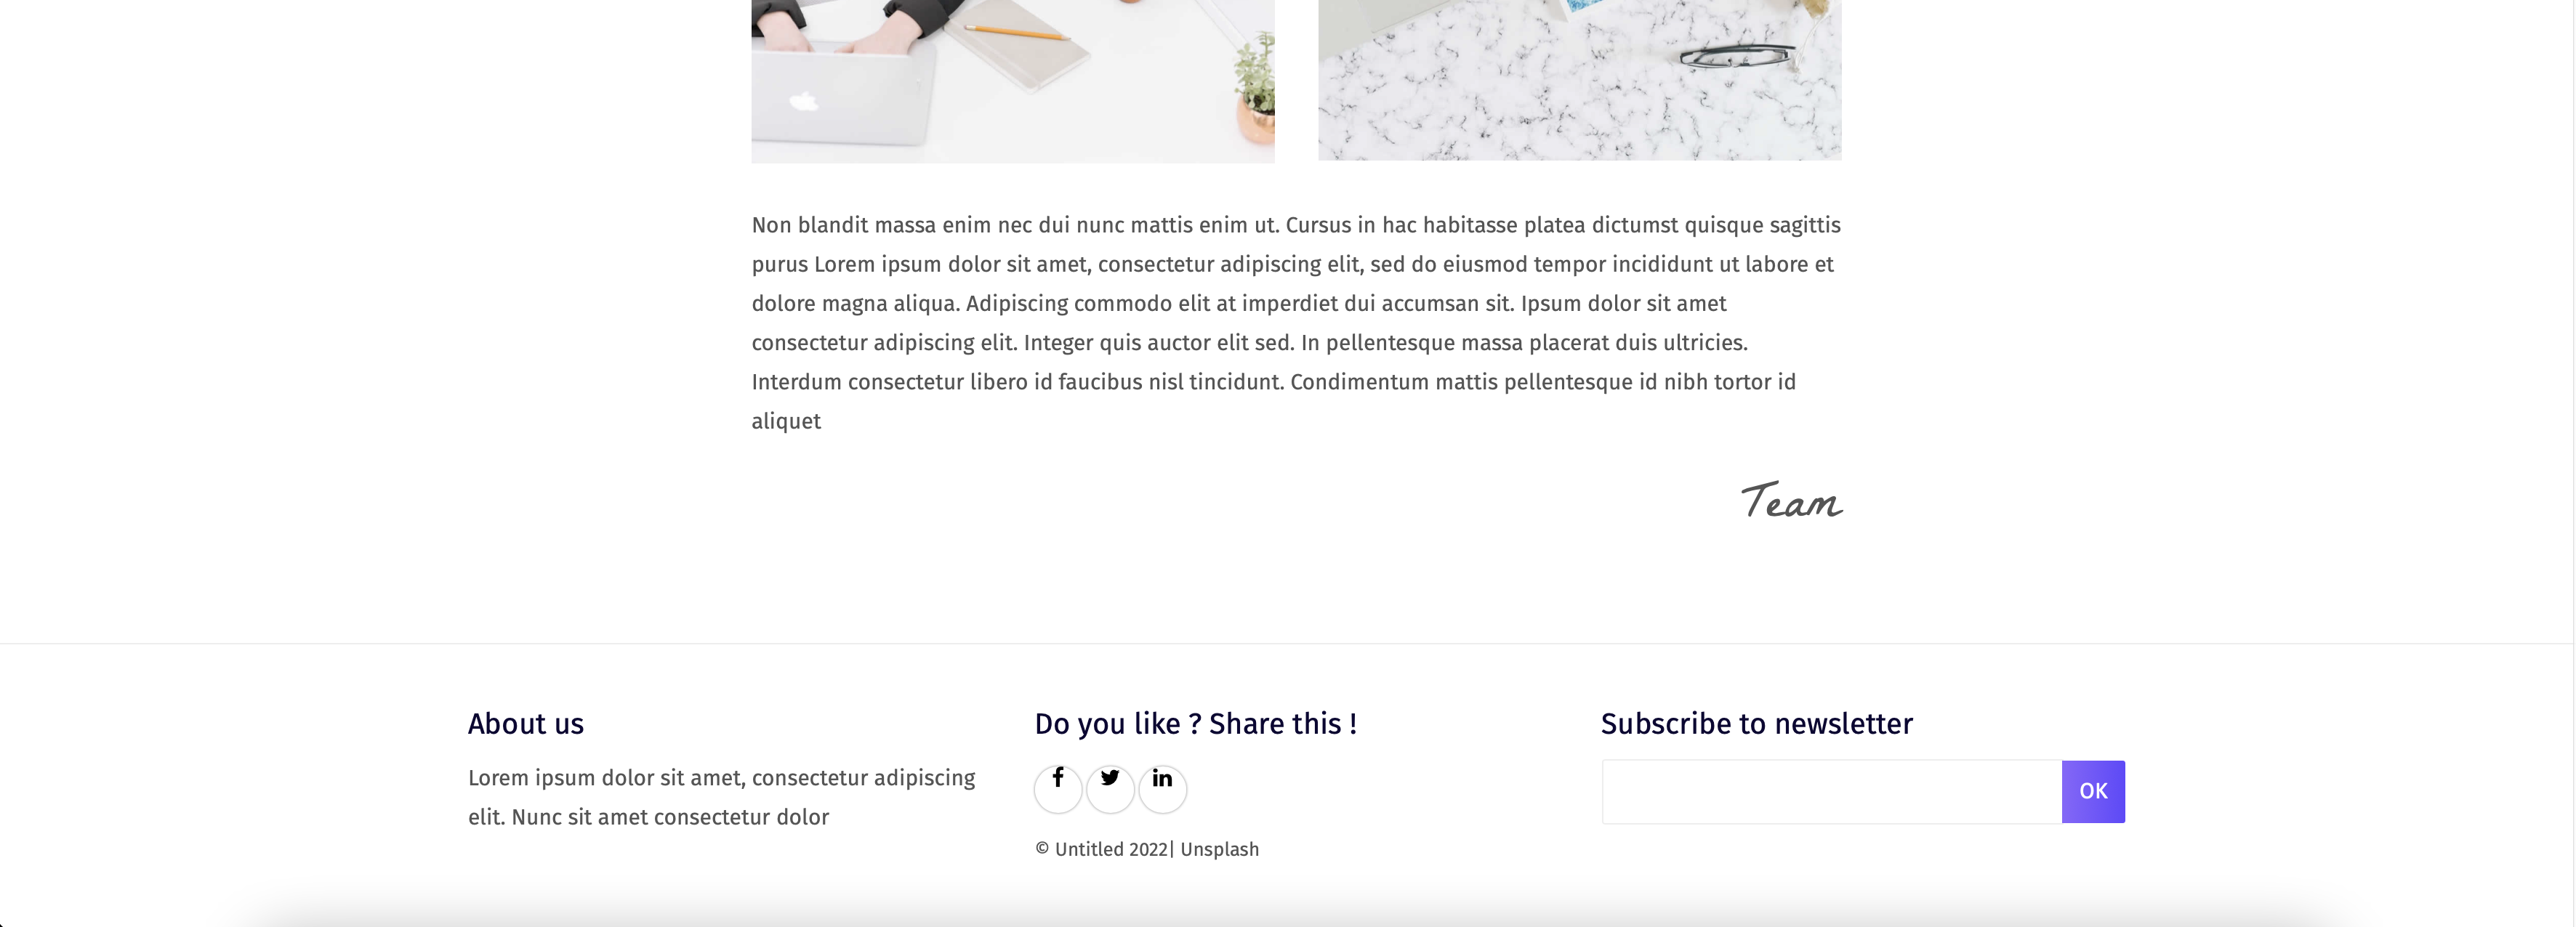 Non blandit massa enim nec dui nunc mattis enim ut. Cursus in hac habitasse platea dictumst quisque sagittis
purus Lorem ipsum dolor sit amet, consectetur adipiscing elit, sed do eiusmod tempor incididunt ut labore et
dolore magna aliqua. Adipiscing commodo elit at imperdiet dui accumsan sit. Ipsum dolor sit amet
consectetur adipiscing elit. Integer quis auctor elit sed. In pellentesque massa placerat duis ultricies.
Interdum consectetur libero id faucibus nisl tincidunt. Condimentum mattis pellentesque id nibh tortor id
aliquet
Team
About us
Lorem ipsum dolor sit amet, consectetur adipiscing
elit. Nunc sit amet consectetur dolor
Do you like ? Share this !
© Untitled 2022| Unsplash
Subscribe to newsletter
OK